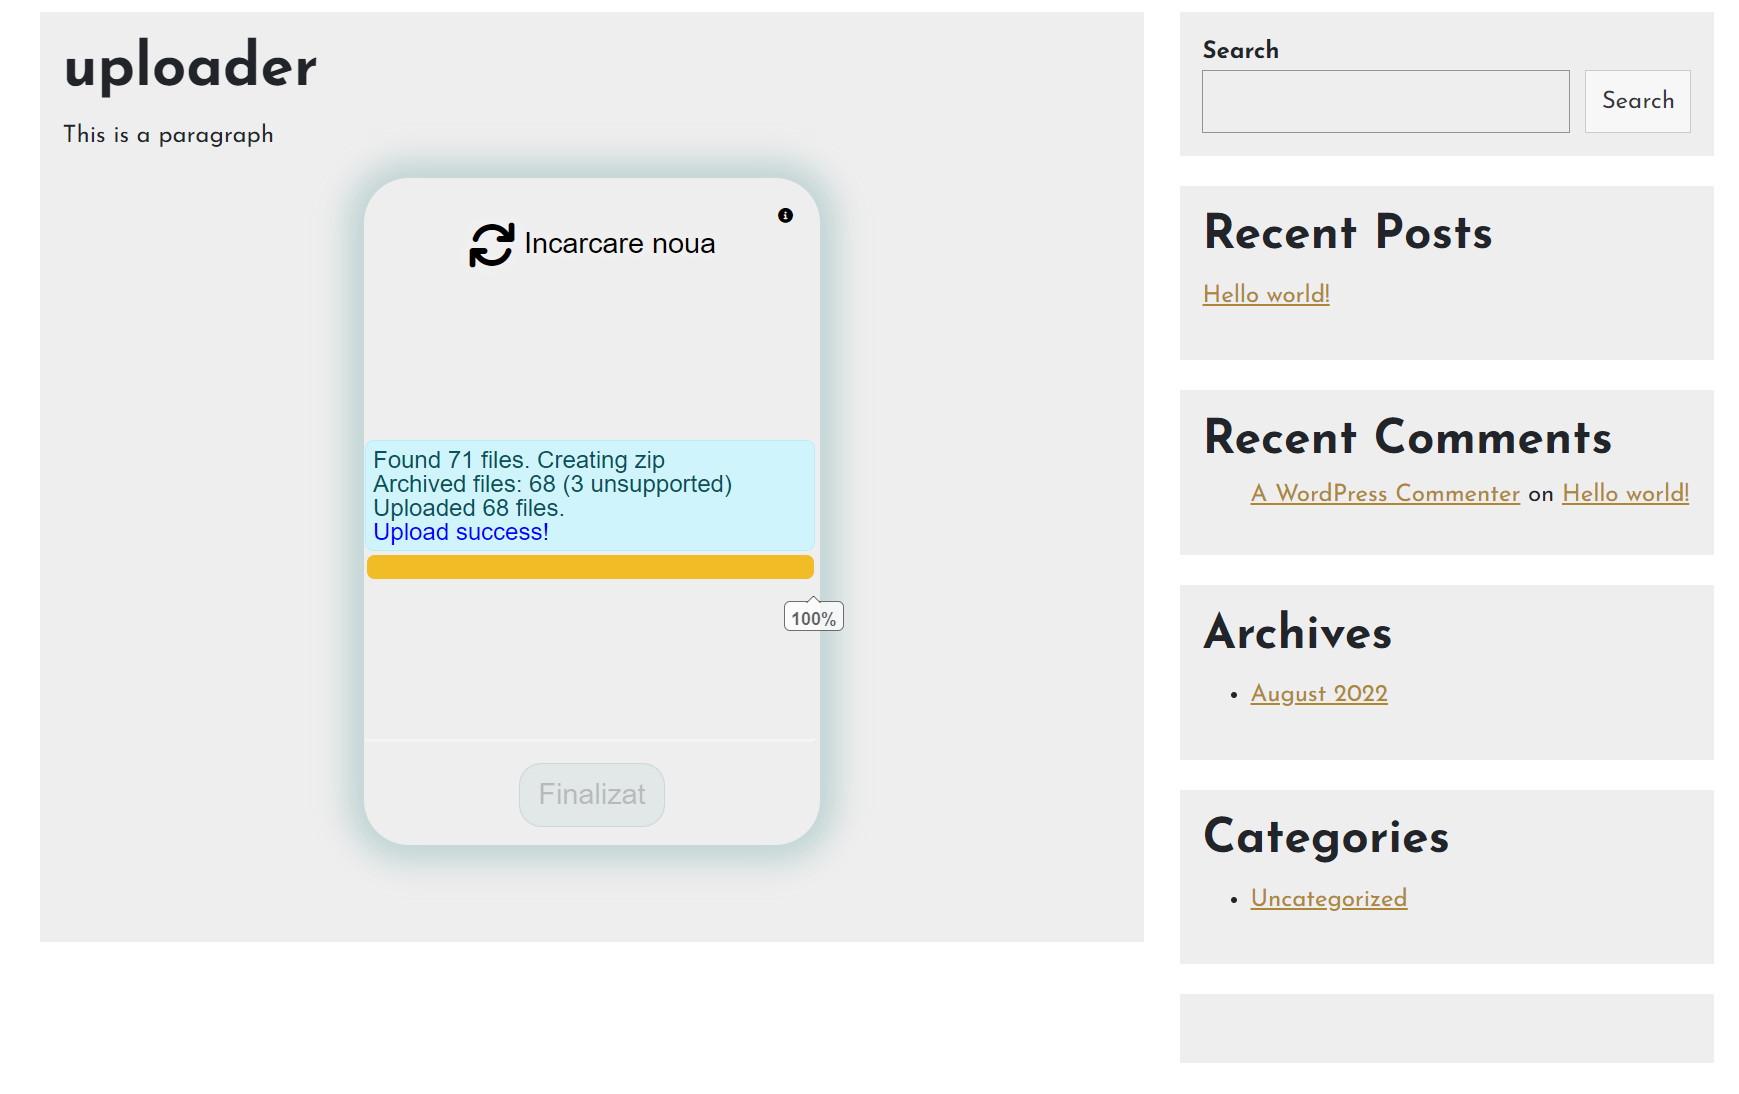 uploader
This is a paragraph
Incarcare noua
Found 71 files. Creating zip
Archived files: 68 (3 unsupported)
Uploaded 68 files.
Upload success!
100%
Finalizat
Search
Search
Recent Posts
Hello world!
Recent Comments
A WordPress Commenter on Hello world!
Archives
August 2022
Categories
Uncategorized